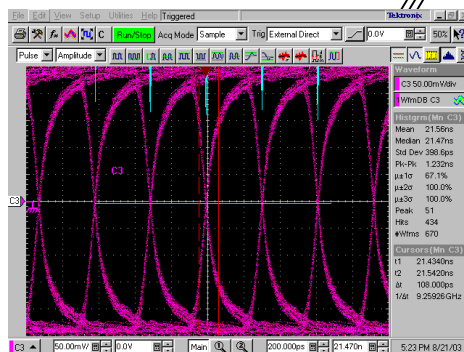 File Edit View Setup Utilities Help Triggered Tektronix
C Run/Stop Acq Mode Sample Trig External Direct 0.0V 50%
Pulse Amplitude
Waveform
C3 50.00mV/div
WfmDB C3
Histgrm(Mn C3)
Mean 21.56ns
Median 21.47ns
Std Dev 398.6ps
Pk-Pk 1.232ns
µ±1σ 67.1%
µ±2σ 100.0%
µ±3σ 100.0%
Peak 51
Hits 434
#Wfms 670
Cursors(Mn C3)
t1 21.4340ns
t2 21.5420ns
Δt 108.000ps
1/Δt 9.25926GHz
C3
C3
C3 50.00mV 0.0V Main 200.000ps 21.470n 5:23 PM 8/21/03